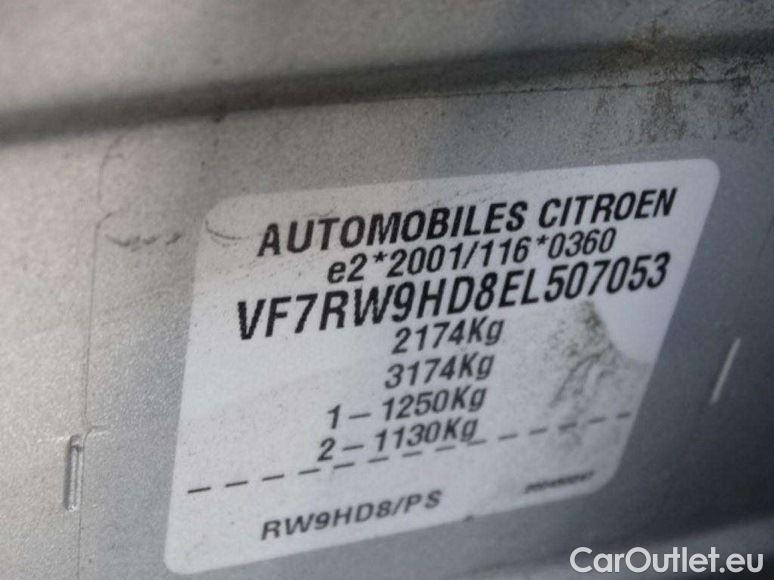 AUTOMOBILES CITROEN
e2*2001/116*0360
VF7RW9HD8EL507053
2174Kg
3174Kg
1-1250Kg
2-1130Kg
RW9HD8/PS
CarOutlet.eu